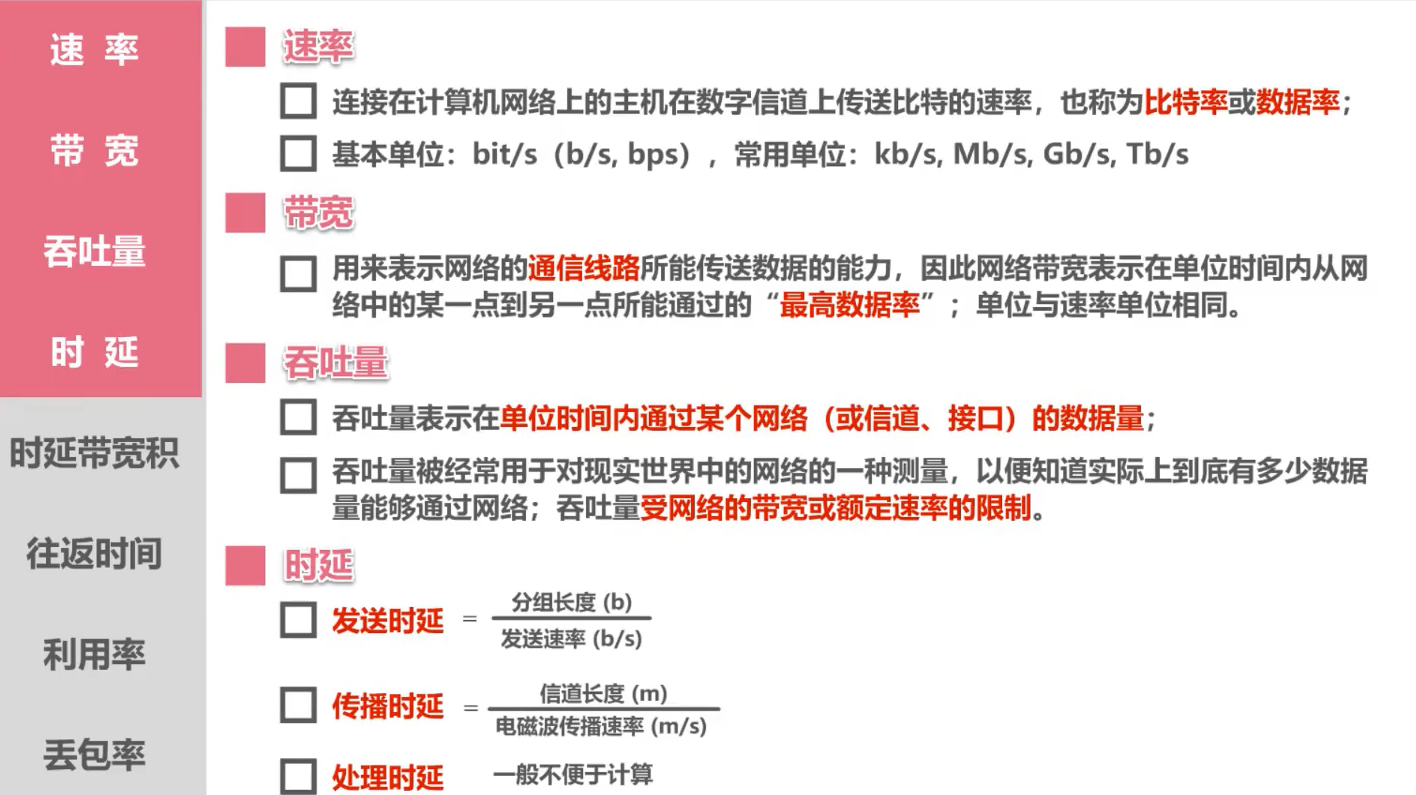 速 率
带 宽
吞吐量
时 延
时延带宽积
往返时间
利用率
丢包率
速率
连接在计算机网络上的主机在数字信道上传送比特的速率，也称为比特率或数据率；
基本单位：bit/s（b/s, bps），常用单位：kb/s, Mb/s, Gb/s, Tb/s
带宽
用来表示网络的通信线路所能传送数据的能力，因此网络带宽表示在单位时间内从网
络中的某一点到另一点所能通过的“最高数据率”；单位与速率单位相同。
吞吐量
吞吐量表示在单位时间内通过某个网络（或信道、接口）的数据量；
吞吐量被经常用于对现实世界中的网络的一种测量，以便知道实际上到底有多少数据
量能够通过网络；吞吐量受网络的带宽或额定速率的限制。
时延
分组长度 (b)
发送时延 =
发送速率 (b/s)
信道长度 (m)
传播时延 =
电磁波传播速率 (m/s)
处理时延 一般不便于计算